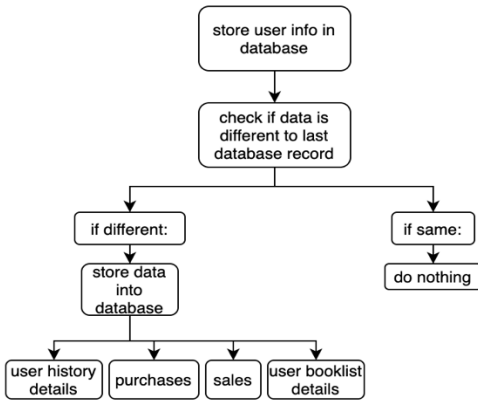 store user info in
database
check if data is
different to last
database record
if different:
if same:
store data
into
database
do nothing
user history
details
purchases
sales
user booklist
details